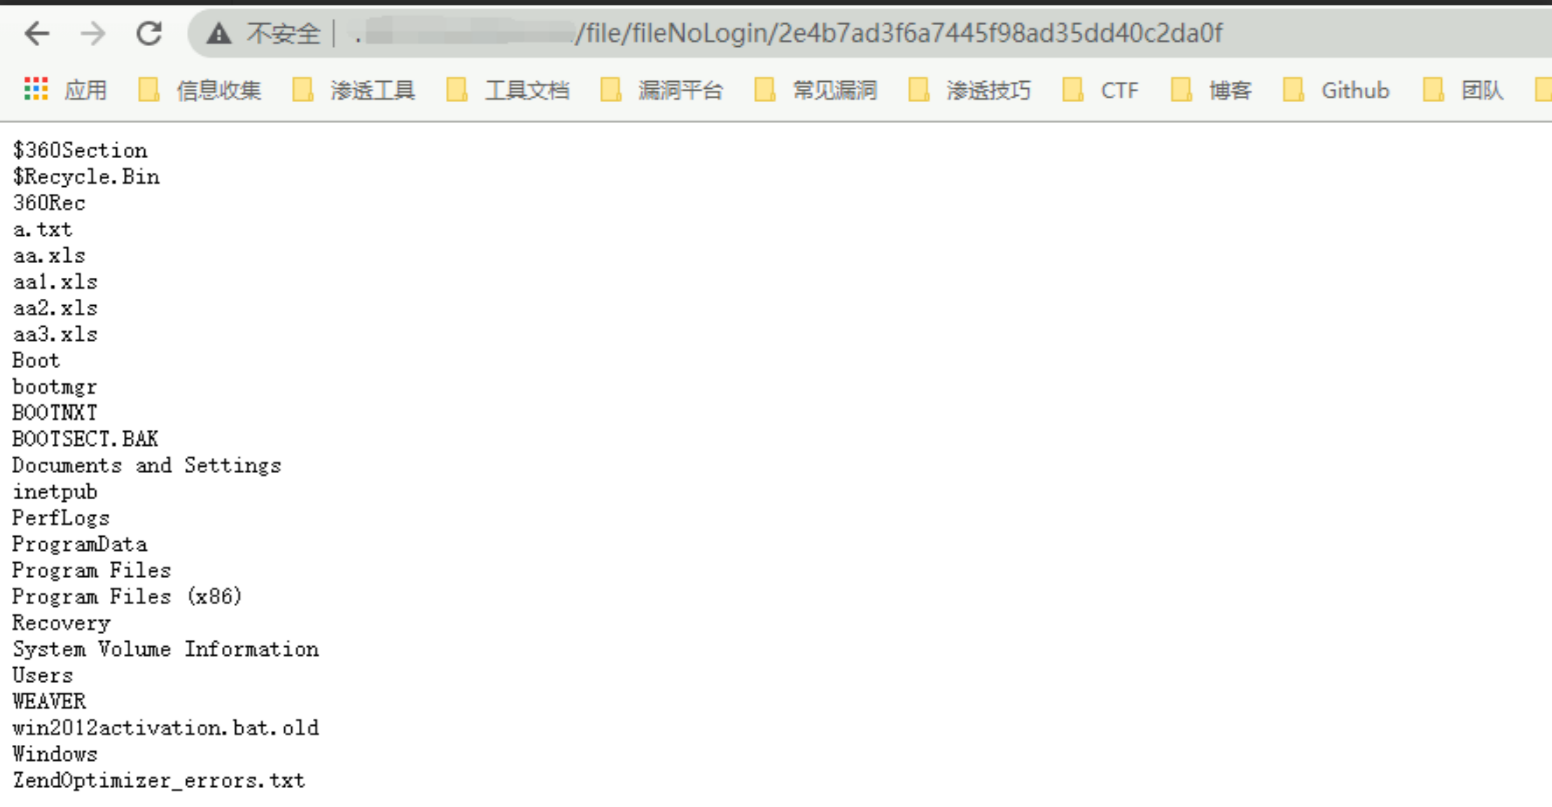 不安全 | . /file/fileNoLogin/2e4b7ad3f6a7445f98ad35dd40c2da0f
应用 信息收集 渗透工具 工具文档 漏洞平台 常见漏洞 渗透技巧 CTF 博客 Github 团队
$360Section
$Recycle.Bin
360Rec
a.txt
aa.xls
aa1.xls
aa2.xls
aa3.xls
Boot
bootmgr
BOOTNXT
BOOTSECT.BAK
Documents and Settings
inetpub
PerfLogs
ProgramData
Program Files
Program Files (x86)
Recovery
System Volume Information
Users
WEAVER
win2012activation.bat.old
Windows
ZendOptimizer_errors.txt